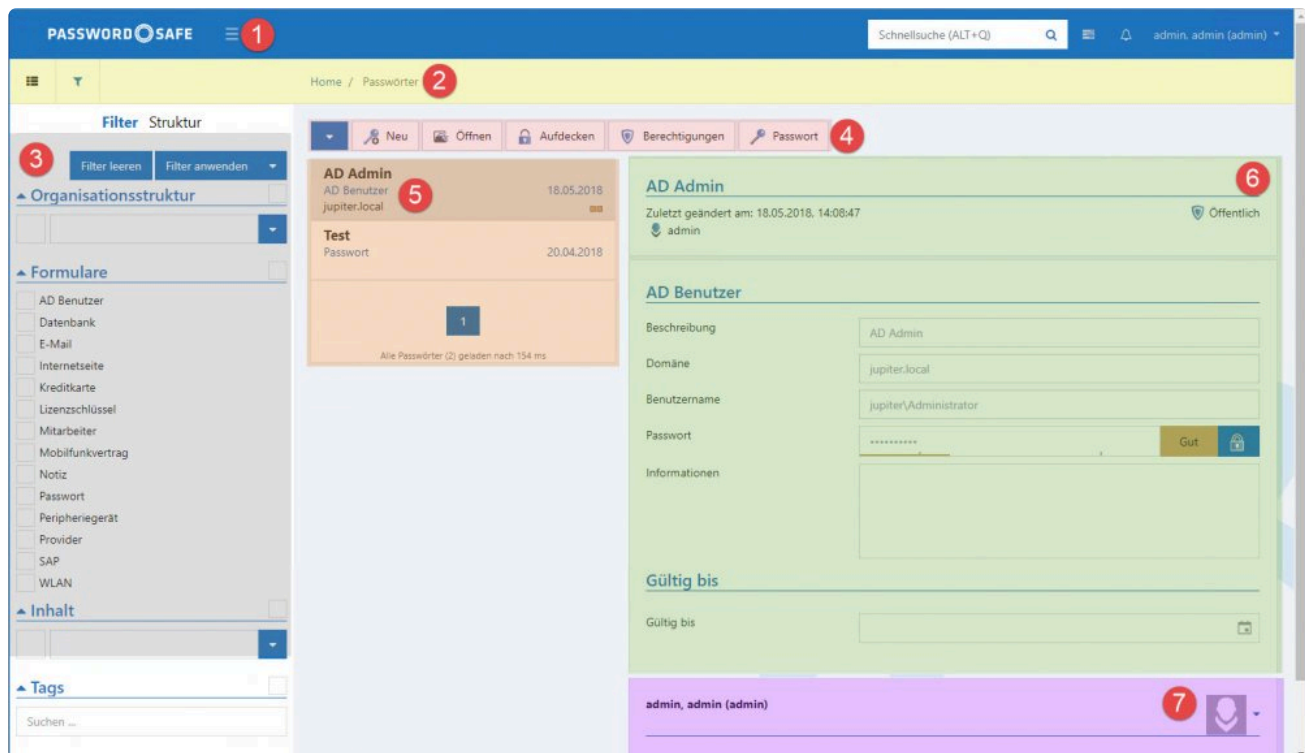 PASSWORD SAFE
1
Schnellsuche (ALT+Q)
admin. admin (admin)
Home / Passwörter
2
Filter Struktur
3
Filter leeren
Filter anwenden
Organisationsstruktur
Formulare
AD Benutzer
Datenbank
E-Mail
Internetseite
Kreditkarte
Lizenzschlüssel
Mitarbeiter
Mobilfunkvertrag
Notiz
Passwort
Peripheriegerät
Provider
SAP
WLAN
Inhalt
Tags
Suchen ...
Neu
Öffnen
Aufdecken
Berechtigungen
Passwort
4
AD Admin
AD Benutzer 18.05.2018
jupiter.local
5
Test
Passwort 20.04.2018
1
Alle Passwörter (2) geladen nach 154 ms
AD Admin
6
Zuletzt geändert am: 18.05.2018, 14:08:47
Öffentlich
admin
AD Benutzer
Beschreibung AD Admin
Domäne jupiter.local
Benutzername jupiter\Administrator
Passwort •••••••••• Gut
Informationen
Gültig bis
Gültig bis
admin, admin (admin)
7